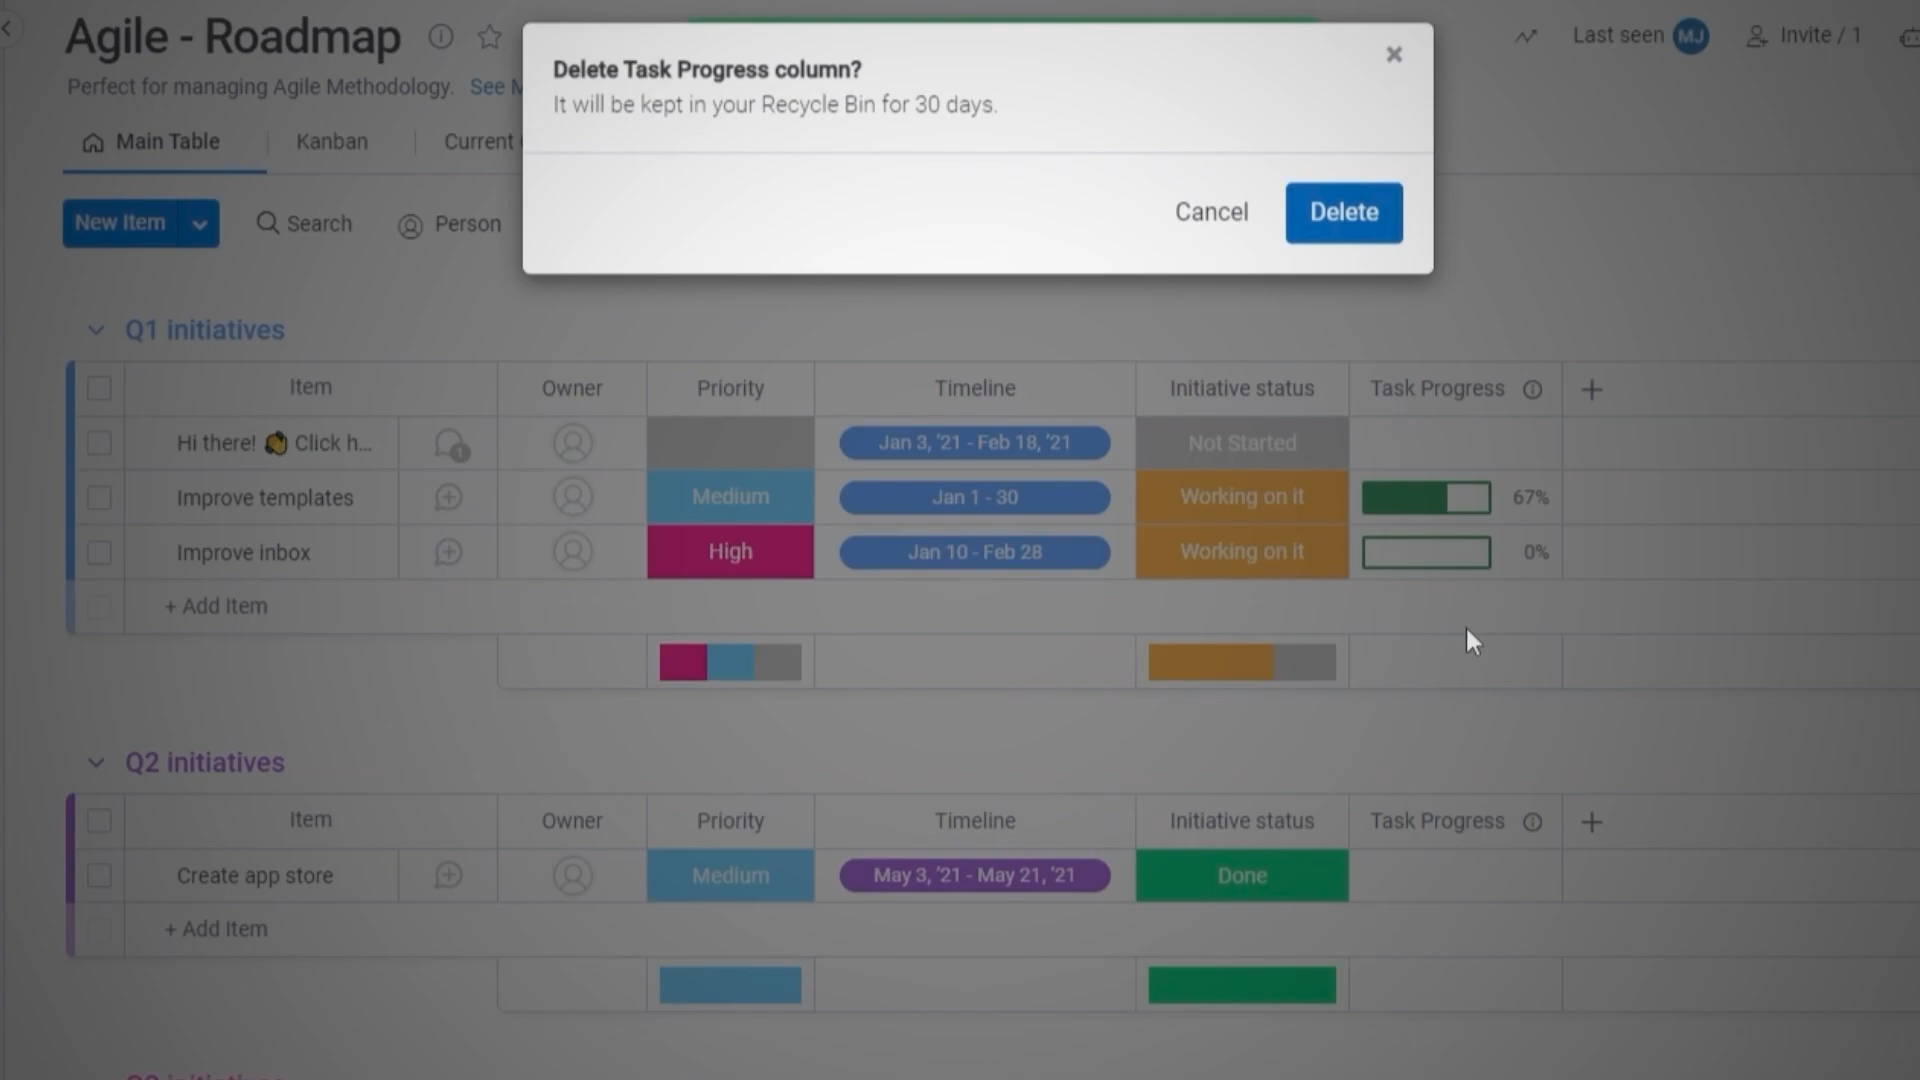 Agile - Roadmap
Last seen MJ
Invite / 1
Perfect for managing Agile Methodology. See
Delete Task Progress column?
It will be kept in your Recycle Bin for 30 days.
Cancel Delete
Main Table Kanban Current
New Item Search Person
Q1 initiatives
Item Owner Priority Timeline Initiative status Task Progress
Hi there! 👋 Click h... 1 Jan 3, '21 - Feb 18, '21 Not Started
Improve templates Medium Jan 1 - 30 Working on it 67%
Improve inbox High Jan 10 - Feb 28 Working on it 0%
+ Add Item
Q2 initiatives
Item Owner Priority Timeline Initiative status Task Progress
Create app store Medium May 3, '21 - May 21, '21 Done
+ Add Item